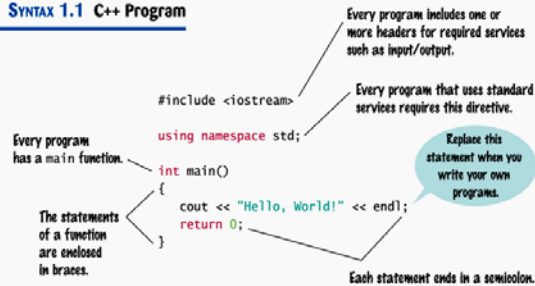 SYNTAX 1.1 C++ Program
Every program includes one or
more headers for required services
such as input/output.
#include <iostream>
Every program that uses standard
services requires this directive.
using namespace std;
Every program
has a main function.
int main()
{
Replace this
statement when you
write your own
programs.
cout << "Hello, World!" << endl;
return 0;
}
The statements
of a function
are enclosed
in braces.
Each statement ends in a semicolon.